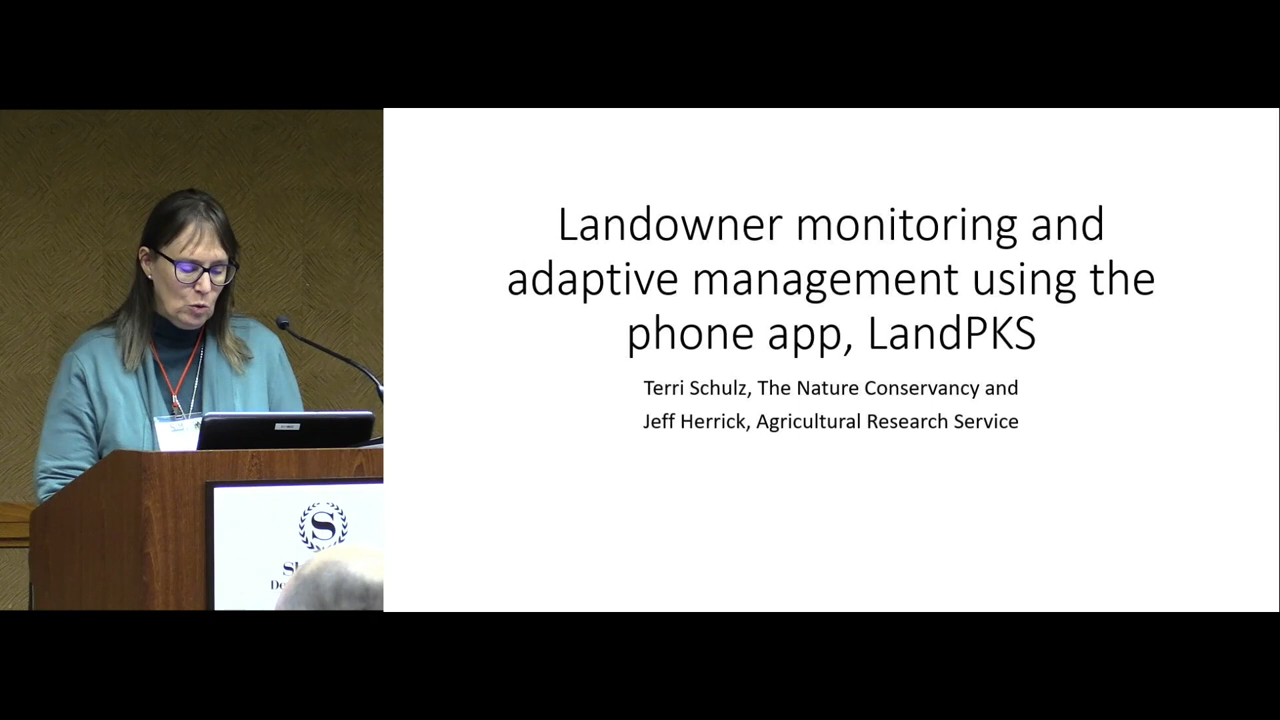 Landowner monitoring and
adaptive management using the
phone app, LandPKS
Terri Schulz, The Nature Conservancy and
Jeff Herrick, Agricultural Research Service
S